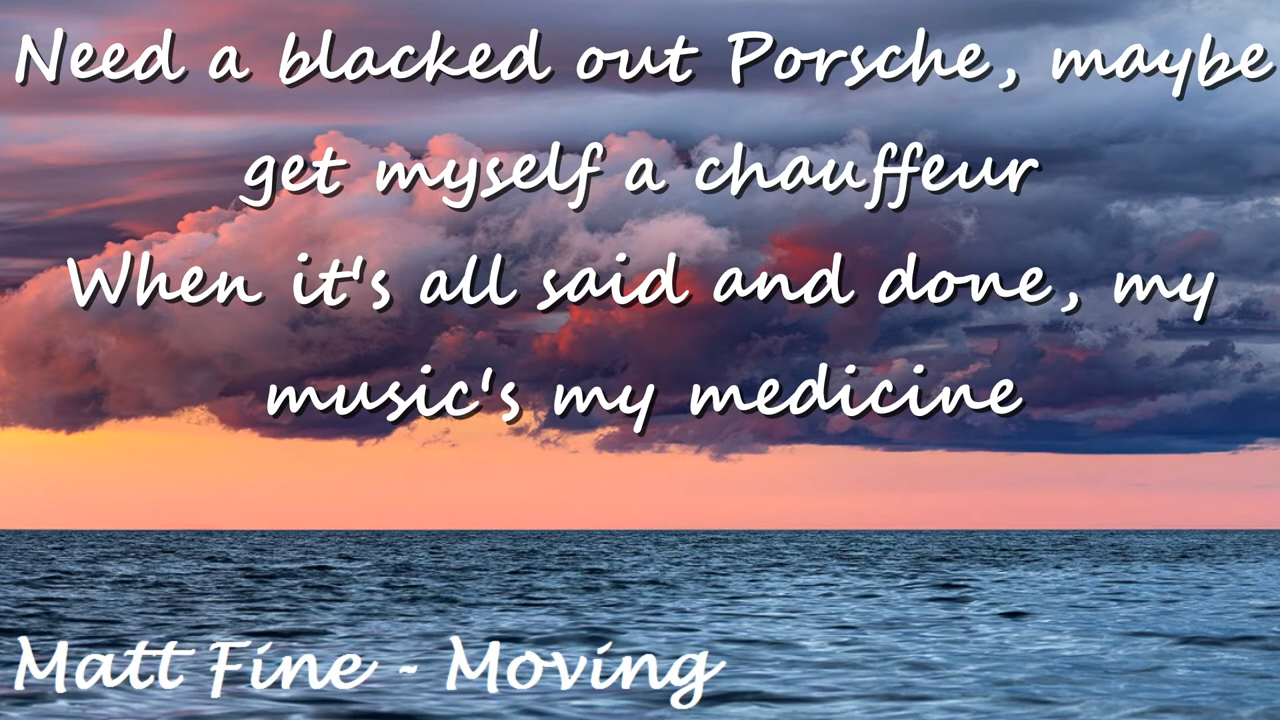 Need a blacked out Porsche, maybe
get myself a chauffeur
When it's all said and done, my
music's my medicine
Matt Fine - Moving